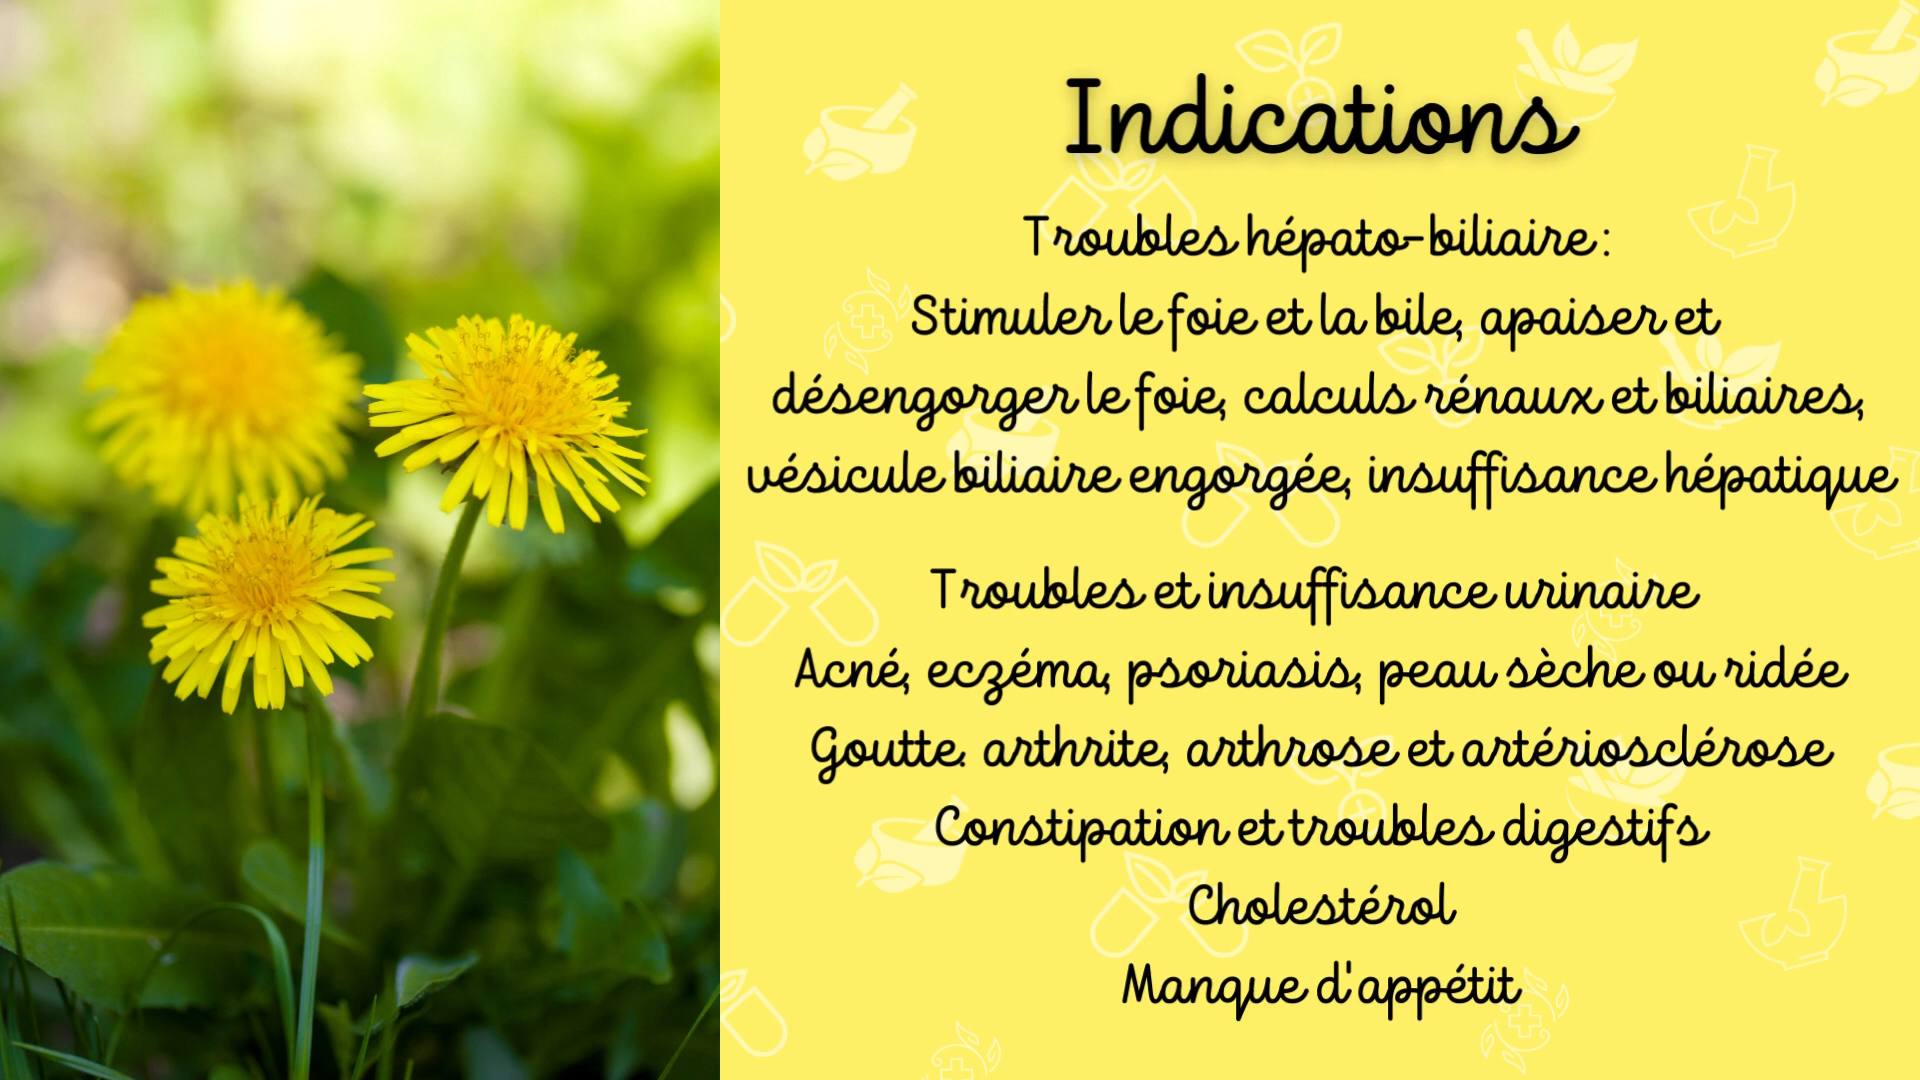 Indications
Troubles hépato-biliaire :
Stimuler le foie et la bile, apaiser et
désengorger le foie, calculs rénaux et biliaires,
vésicule biliaire engorgée, insuffisance hépatique
Troubles et insuffisance urinaire
Acné, eczéma, psoriasis, peau sèche ou ridée
Goutte. arthrite, arthrose et artériosclérose
Constipation et troubles digestifs
Cholestérol
Manque d'appétit